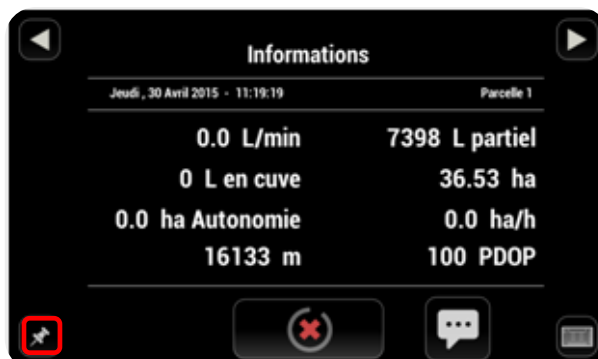 Informations
Jeudi , 30 Avril 2015 - 11:19:19 Parcelle 1
0.0 L/min 7398 L partiel
0 L en cuve 36.53 ha
0.0 ha Autonomie 0.0 ha/h
16133 m 100 PDOP